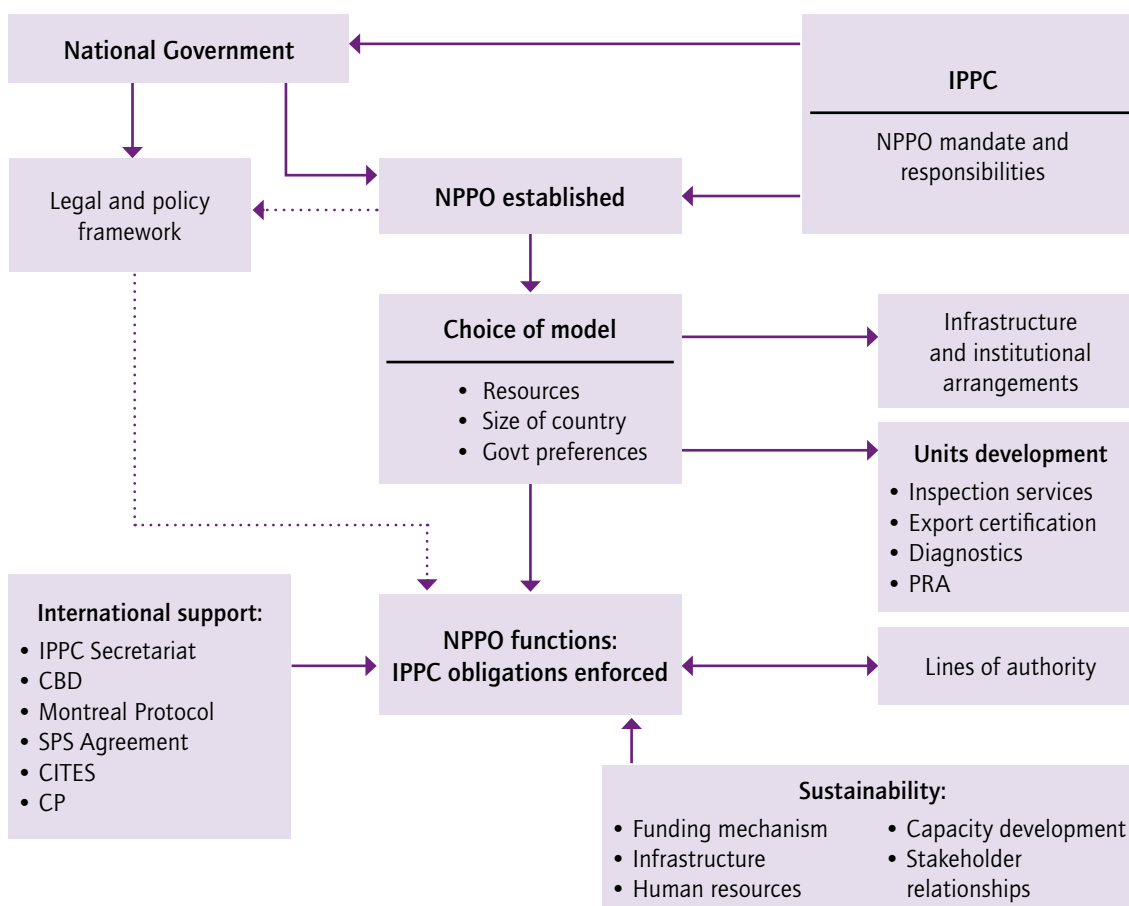 National Government
IPPC
NPPO mandate and
responsibilities
Legal and policy
framework
NPPO established
Choice of model
• Resources
• Size of country
• Govt preferences
Infrastructure
and institutional
arrangements
Units development
• Inspection services
• Export certification
• Diagnostics
• PRA
International support:
• IPPC Secretariat
• CBD
• Montreal Protocol
• SPS Agreement
• CITES
• CP
NPPO functions:
IPPC obligations enforced
Lines of authority
Sustainability:
• Funding mechanism
• Infrastructure
• Human resources
• Capacity development
• Stakeholder
relationships